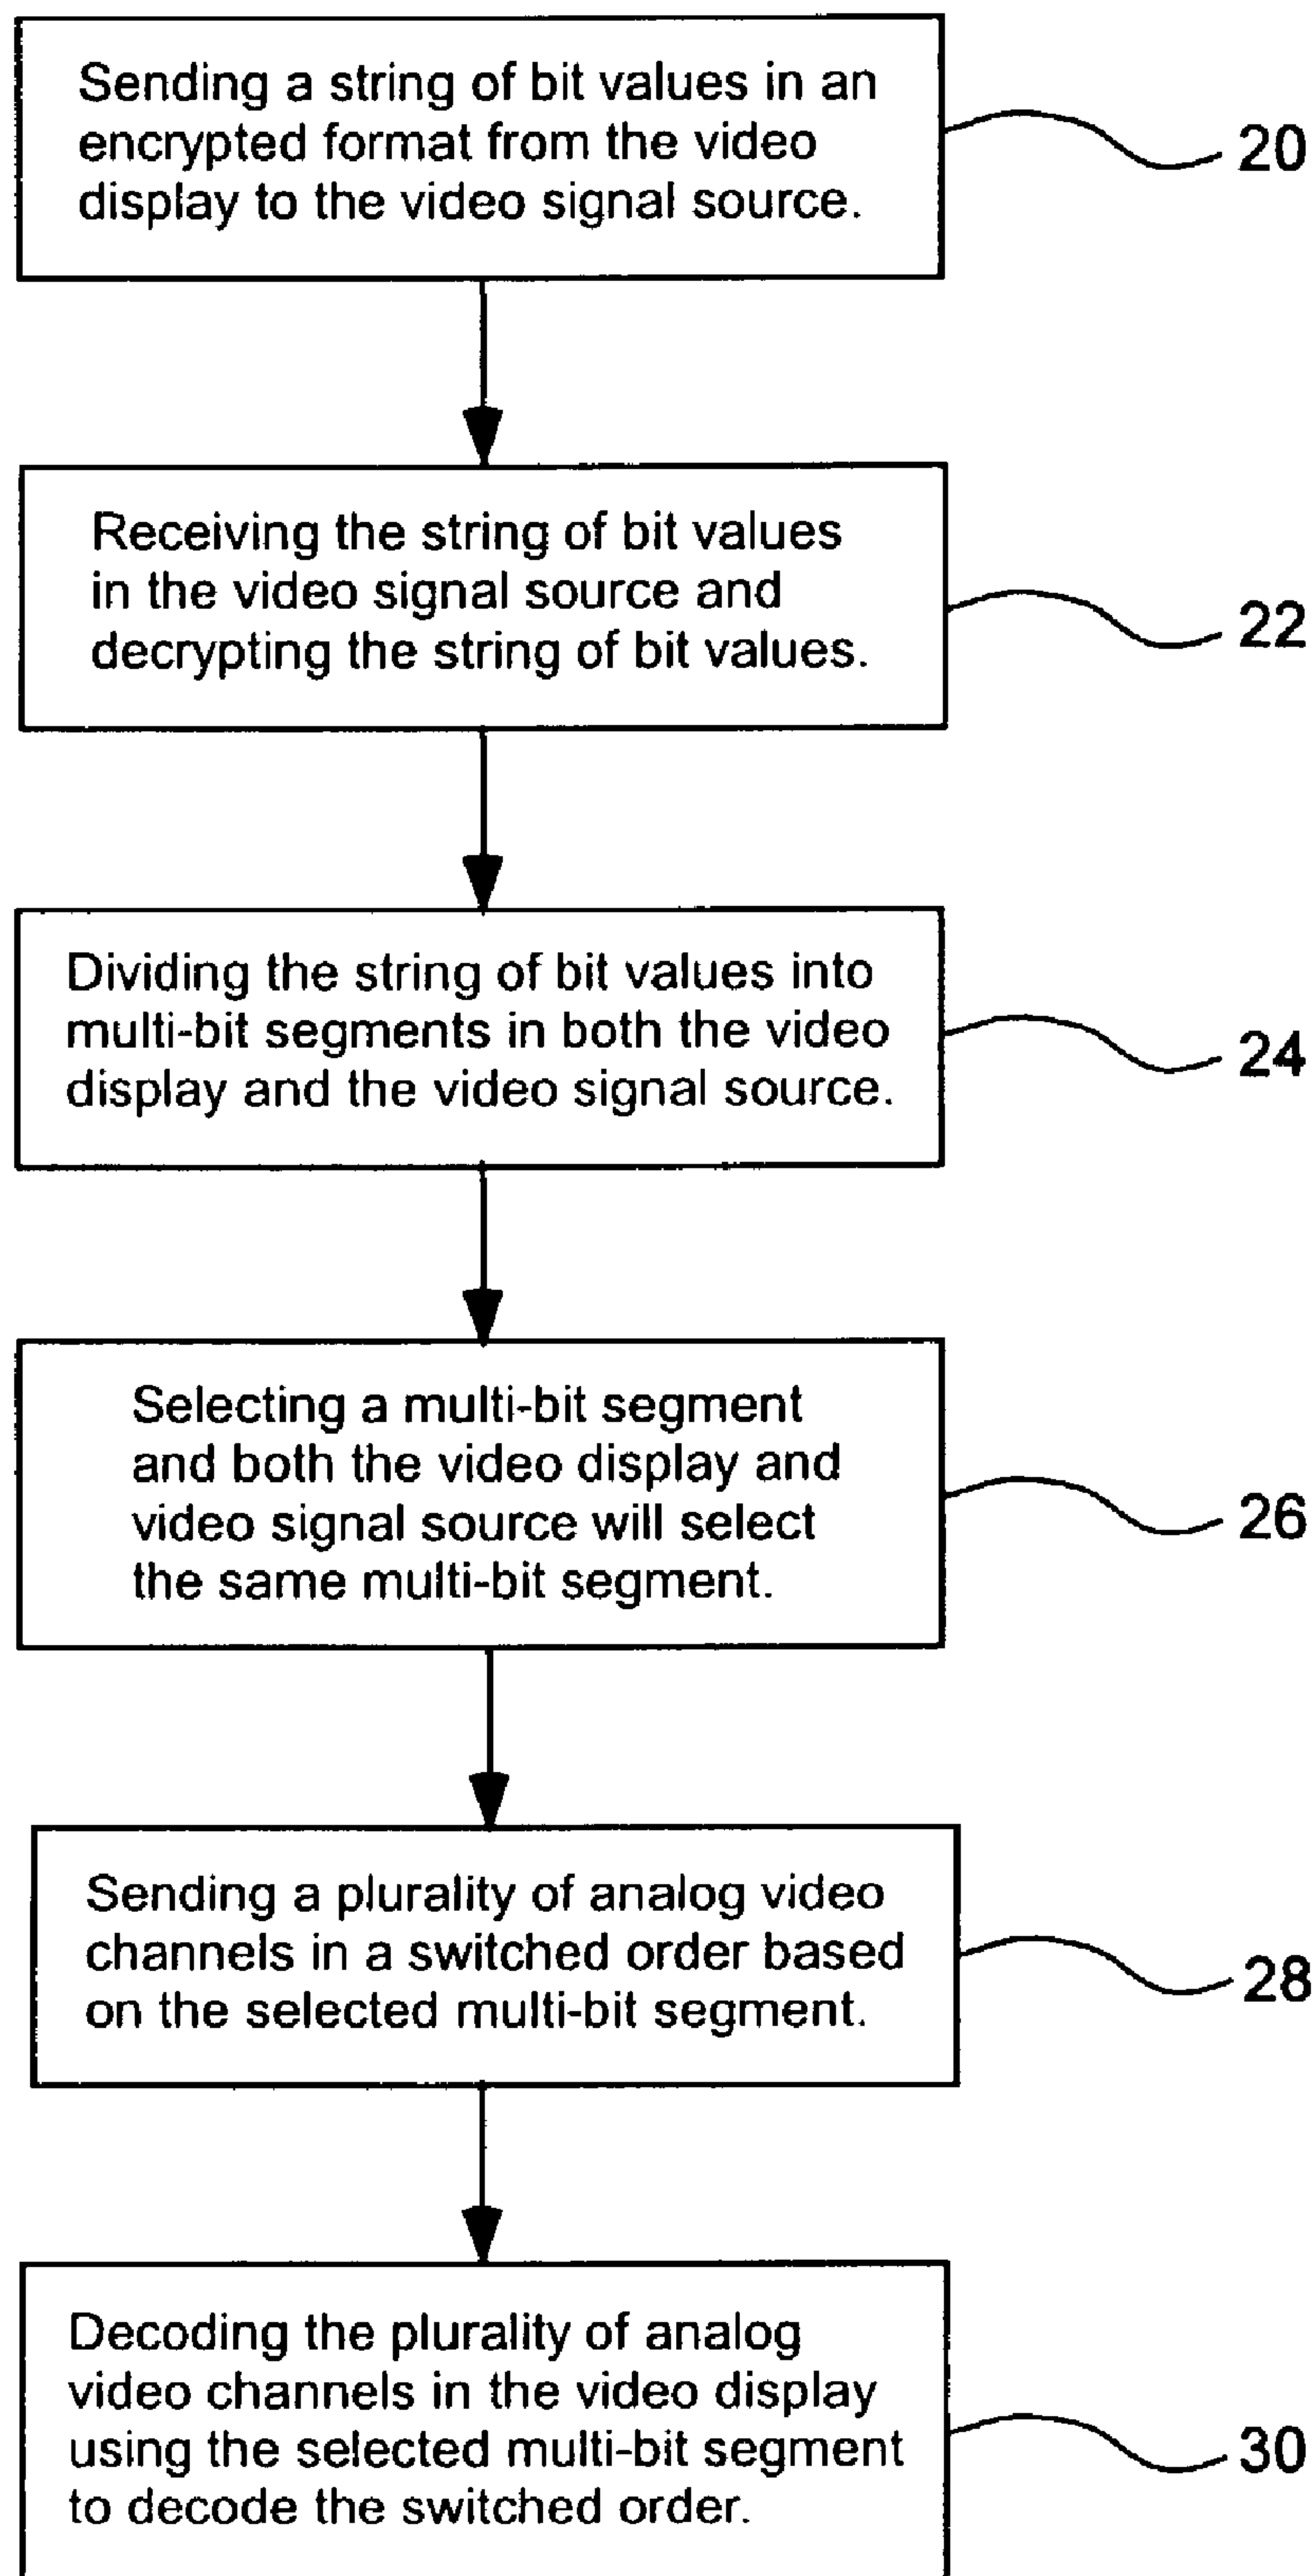 Sending a string of bit values in an
encrypted format from the video
display to the video signal source.
20
Receiving the string of bit values
in the video signal source and
decrypting the string of bit values.
22
Dividing the string of bit values into
multi-bit segments in both the video
display and the video signal source.
24
Selecting a multi-bit segment
and both the video display and
video signal source will select
the same multi-bit segment.
26
Sending a plurality of analog video
channels in a switched order based
on the selected multi-bit segment.
28
Decoding the plurality of analog
video channels in the video display
using the selected multi-bit segment
to decode the switched order.
30